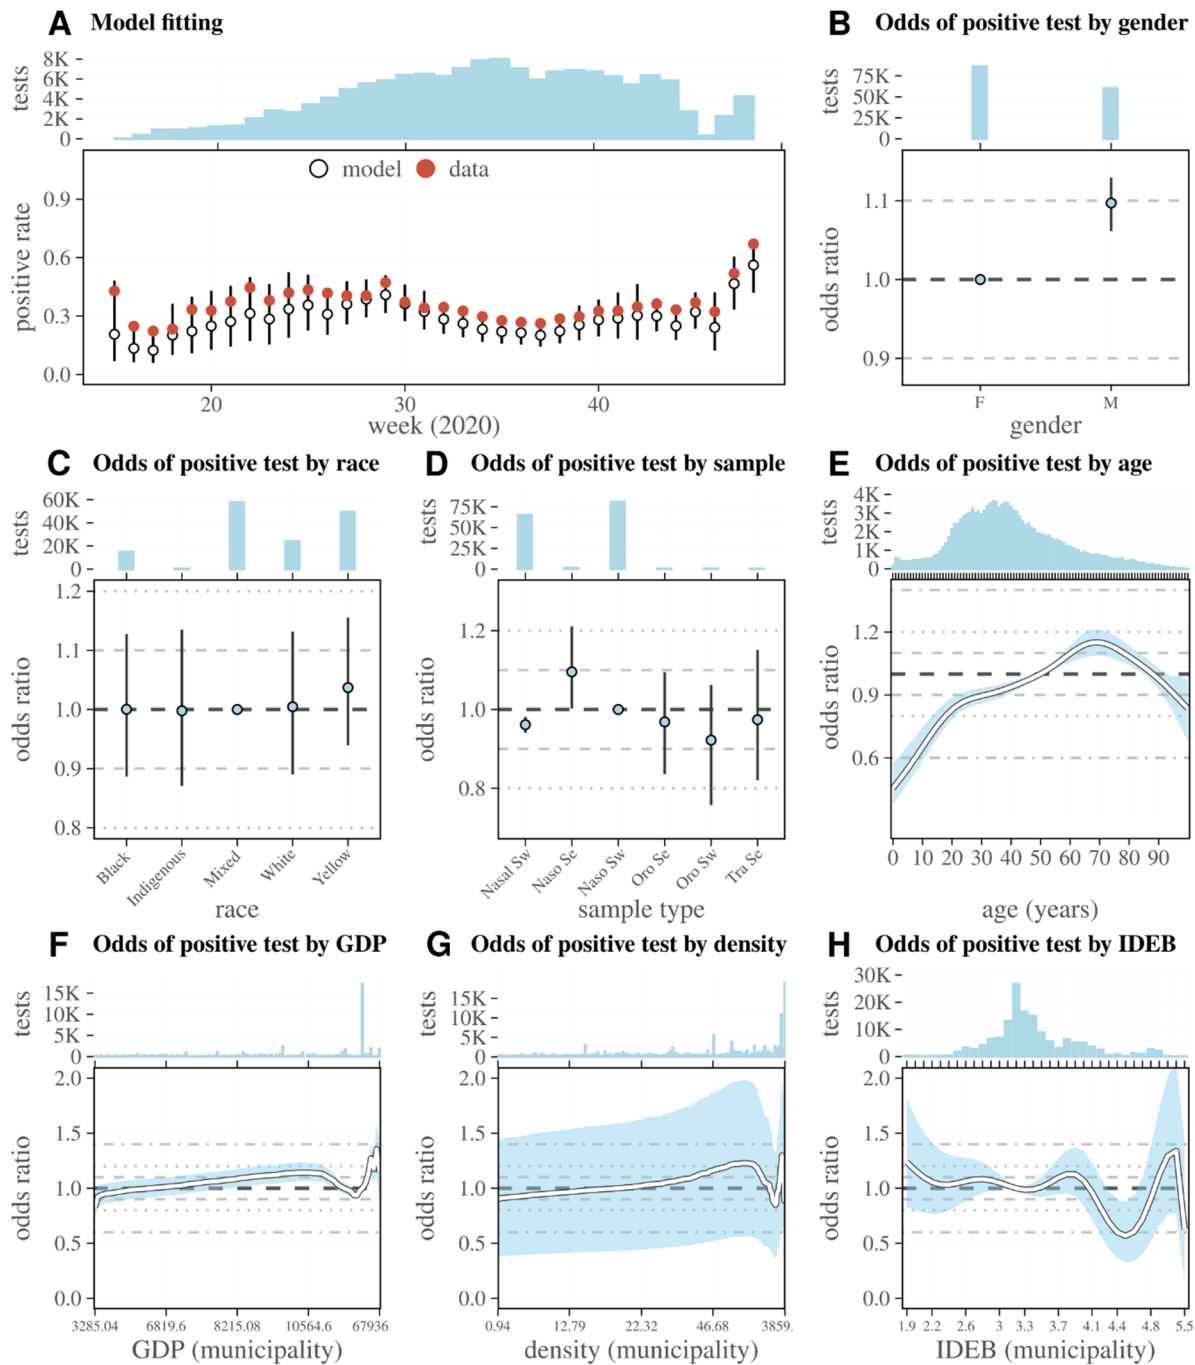 A Model fitting
8K
6K
4K
2K
0
tests
model data
0.9
0.6
0.3
0.0
positive rate
20 30 40
week (2020)
B Odds of positive test by gender
75K
50K
25K
0
tests
1.1
1.0
0.9
odds ratio
F M
gender
C Odds of positive test by race
60K
40K
20K
0
tests
1.2
1.1
1.0
0.9
0.8
odds ratio
Black Indigenous Mixed White Yellow
race
D Odds of positive test by sample
75K
50K
25K
0
tests
1.2
1.0
0.8
odds ratio
Nasal Sw Naso Se Naso Sw Oro Se Oro Sw Tra Se
sample type
E Odds of positive test by age
4K
3K
2K
1K
0
tests
1.2
0.9
0.6
odds ratio
0 10 20 30 40 50 60 70 80 90
age (years)
F Odds of positive test by GDP
15K
10K
5K
0
tests
2.0
1.5
1.0
0.5
0.0
odds ratio
3285.04 6819.6 8215.08 10564.6 67936
GDP (municipality)
G Odds of positive test by density
15K
10K
5K
0
tests
2.0
1.5
1.0
0.5
0.0
odds ratio
0.94 12.79 22.32 46.68 3859.
density (municipality)
H Odds of positive test by IDEB
30K
20K
10K
0
tests
2.0
1.5
1.0
0.5
0.0
odds ratio
1.9 2.2 2.6 3 3.3 3.7 4.1 4.4 4.8 5.5
IDEB (municipality)